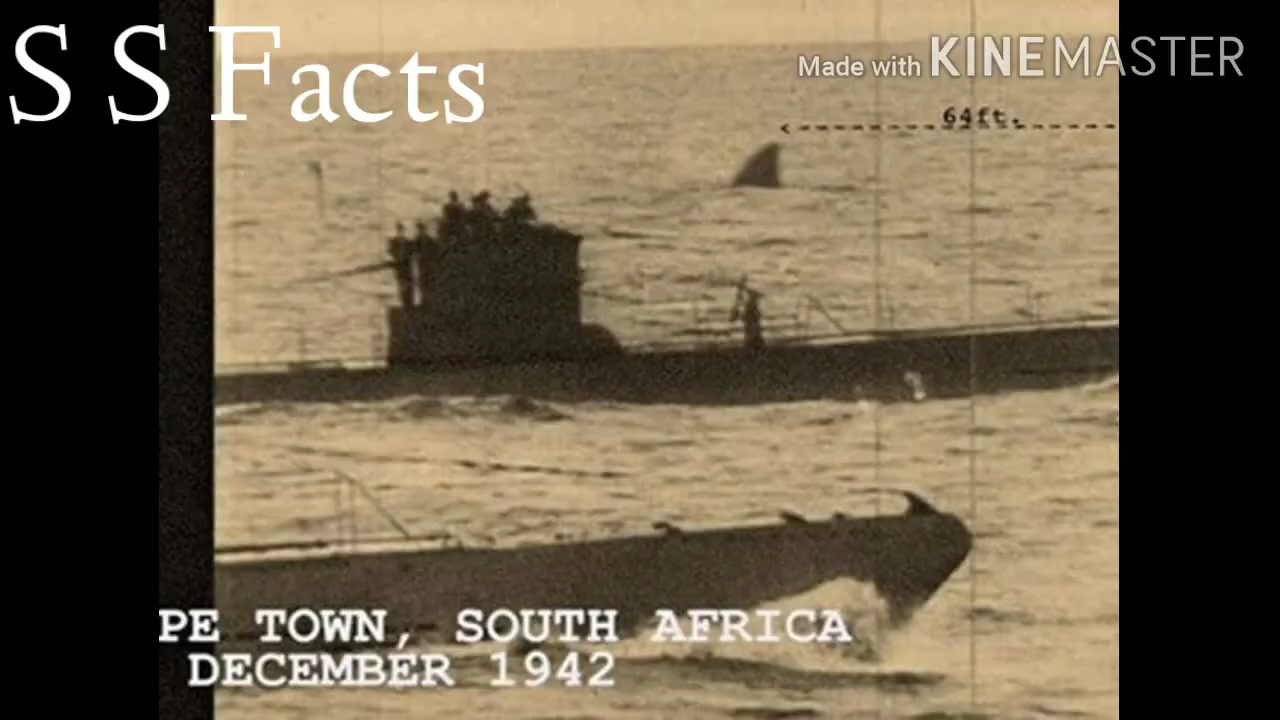 S S Facts
Made with KINEMASTER
64ft.
PE TOWN, SOUTH AFRICA
DECEMBER 1942